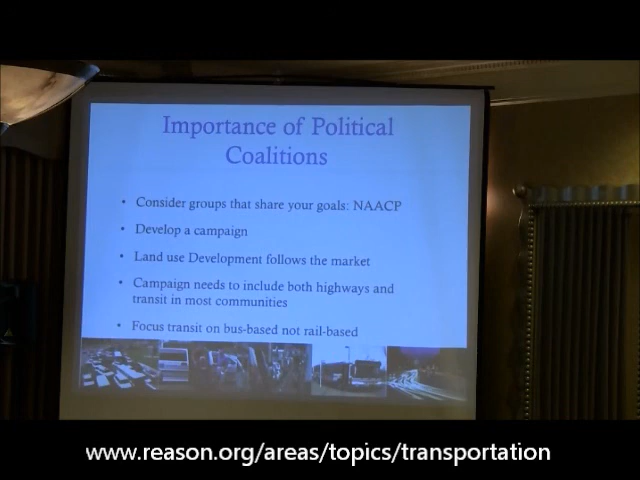 Importance of Political
Coalitions
• Consider groups that share your goals: NAACP
• Develop a campaign
• Land use Development follows the market
• Campaign needs to include both highways and
transit in most communities
• Focus transit on bus-based not rail-based
www.reason.org/areas/topics/transportation